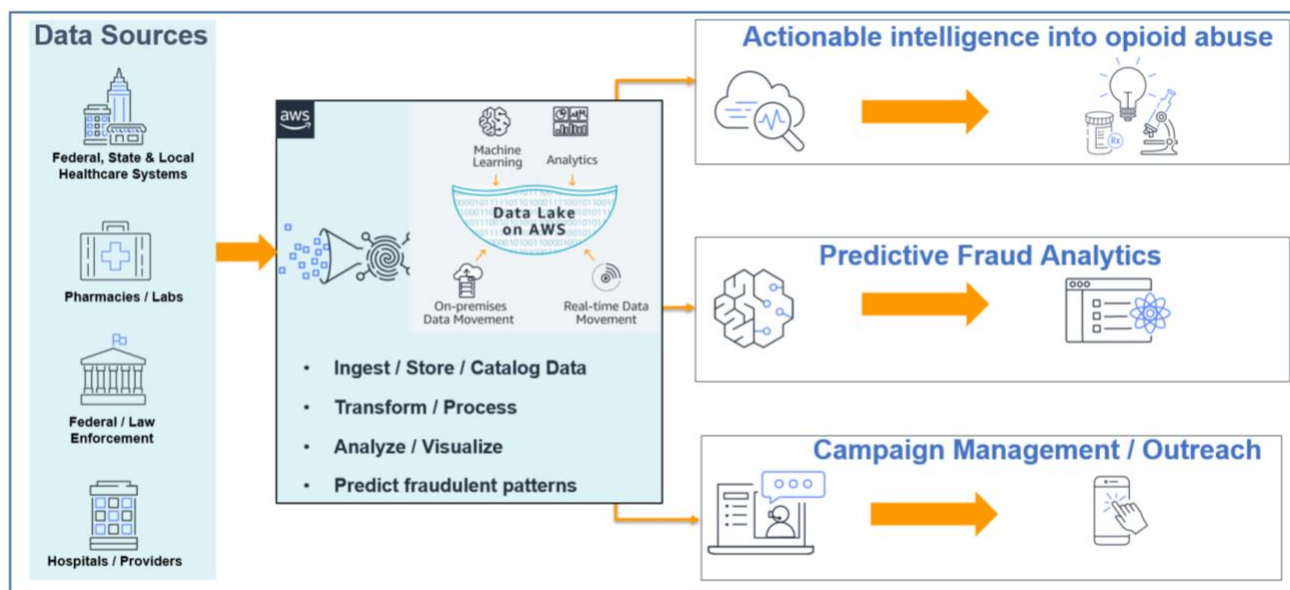 Data Sources
Federal, State & Local
Healthcare Systems
Pharmacies / Labs
Federal / Law
Enforcement
Hospitals / Providers
aws
Machine
Learning
Analytics
Data Lake
on AWS
On-premises
Data Movement
Real-time Data
Movement
• Ingest / Store / Catalog Data
• Transform / Process
• Analyze / Visualize
• Predict fraudulent patterns
Actionable intelligence into opioid abuse
Rx
Predictive Fraud Analytics
Campaign Management / Outreach